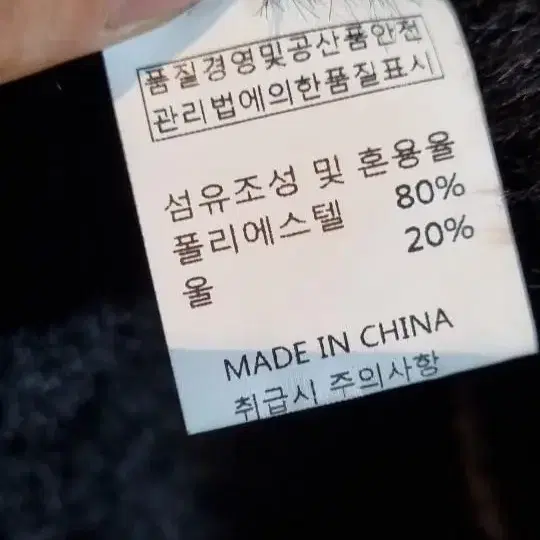 품질경영및공산품안전
관리법에의한품질표시
섬유조성 및 혼용율
폴리에스텔 80%
울 20%
MADE IN CHINA
취급시 주의사항